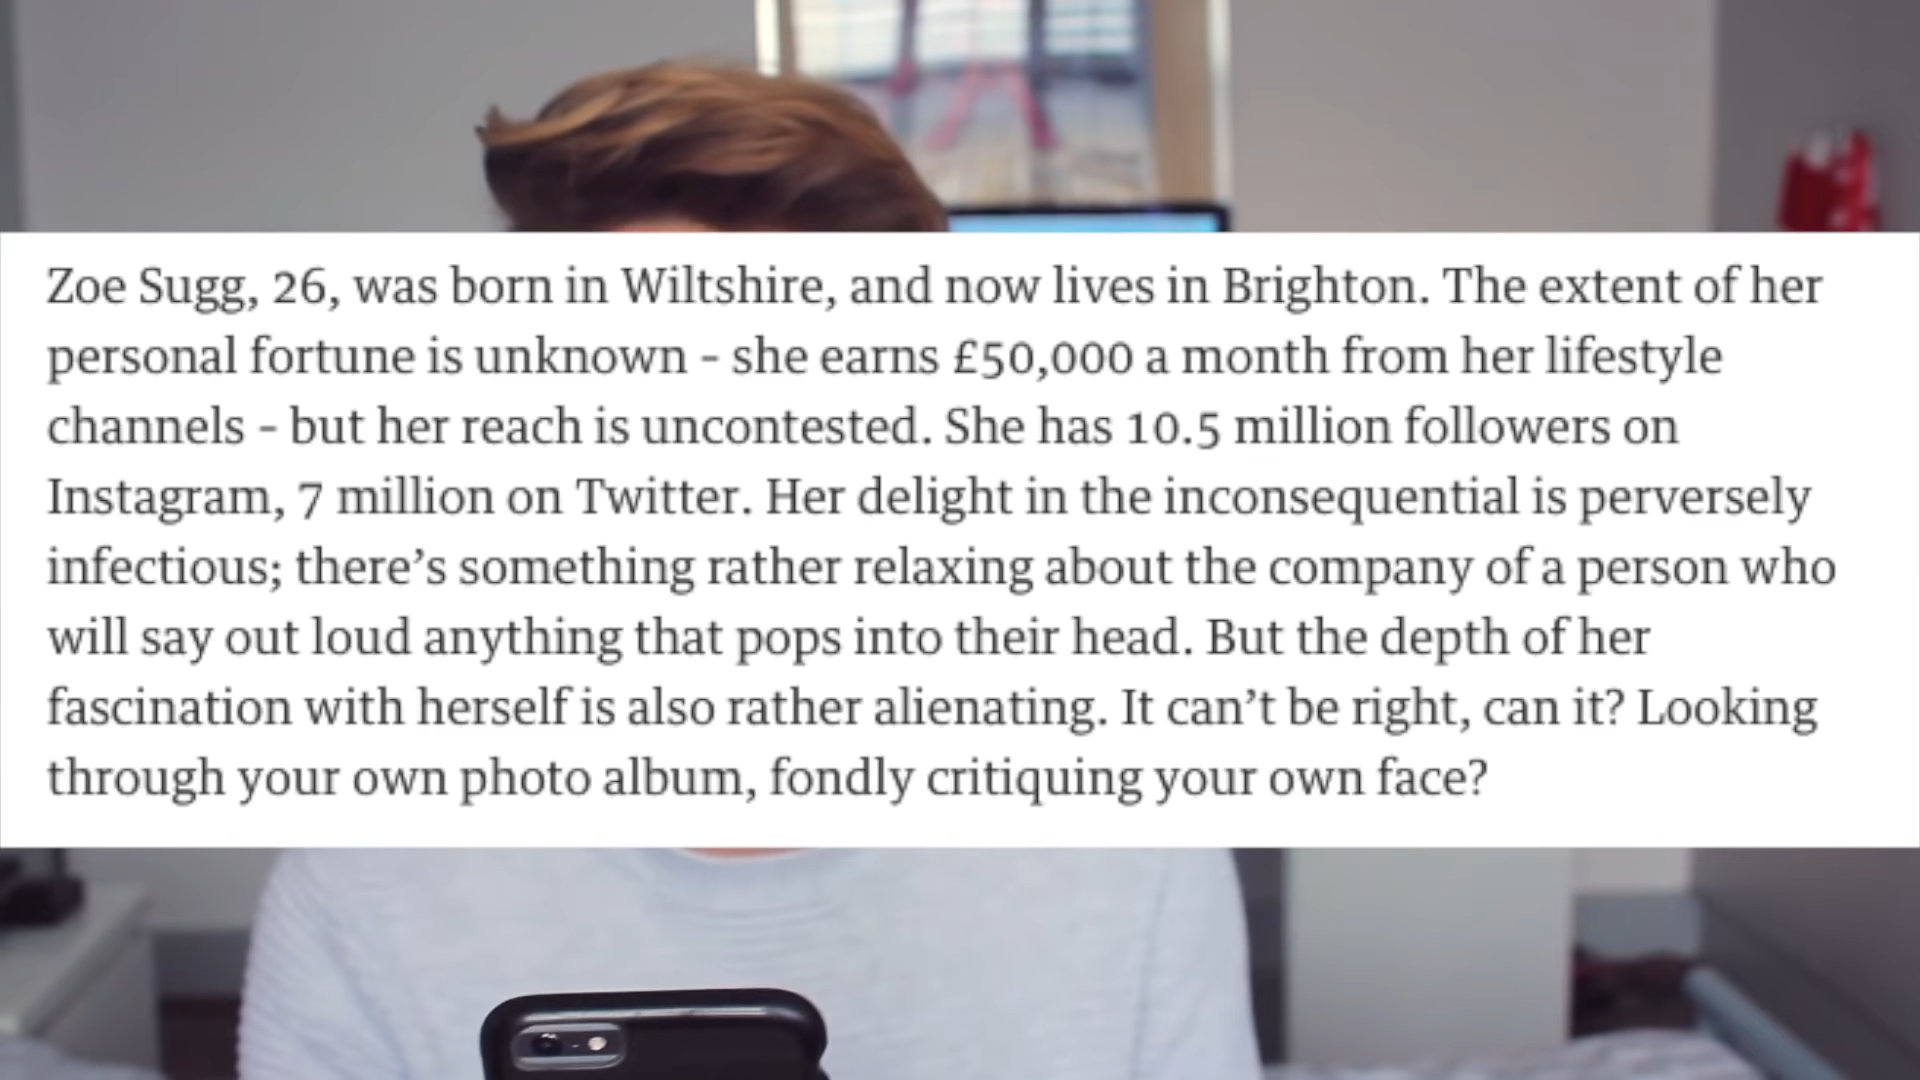 Zoe Sugg, 26, was born in Wiltshire, and now lives in Brighton. The extent of her
personal fortune is unknown - she earns £50,000 a month from her lifestyle
channels - but her reach is uncontested. She has 10.5 million followers on
Instagram, 7 million on Twitter. Her delight in the inconsequential is perversely
infectious; there’s something rather relaxing about the company of a person who
will say out loud anything that pops into their head. But the depth of her
fascination with herself is also rather alienating. It can’t be right, can it? Looking
through your own photo album, fondly critiquing your own face?